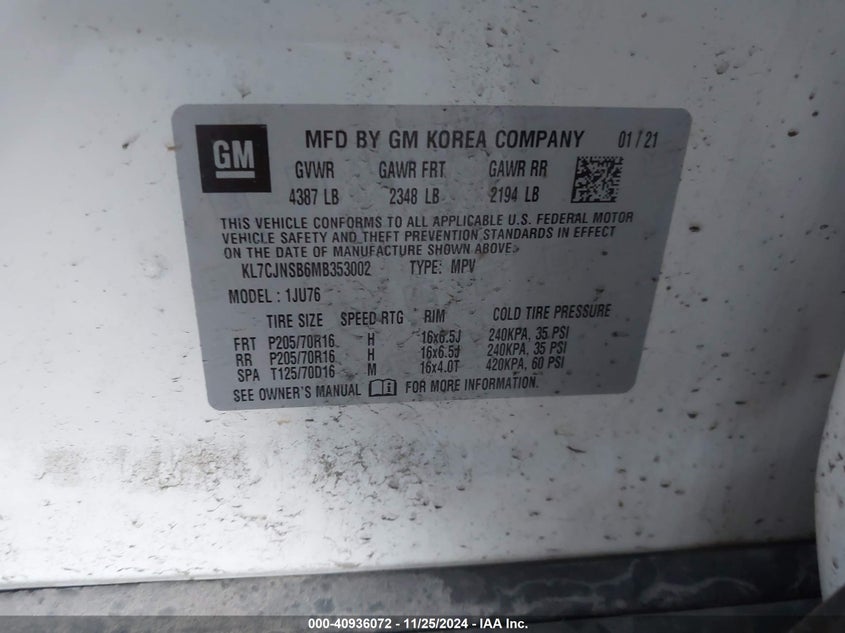 GM
MFD BY GM KOREA COMPANY 01/21
GVWR GAWR FRT GAWR RR
4387 LB 2348 LB 2194 LB
THIS VEHICLE CONFORMS TO ALL APPLICABLE U.S. FEDERAL MOTOR
VEHICLE SAFETY AND THEFT PREVENTION STANDARDS IN EFFECT
ON THE DATE OF MANUFACTURE SHOWN ABOVE.
KL7CJNSB6MB353002 TYPE: MPV
MODEL: 1JU76
TIRE SIZE SPEED RTG RIM COLD TIRE PRESSURE
FRT P205/70R16 H 16x6.5J 240KPA, 35 PSI
RR P205/70R16 H 16x6.5J 240KPA, 35 PSI
SPA T125/70D16 M 16x4.0T 420KPA, 60 PSI
SEE OWNER'S MANUAL FOR MORE INFORMATION.
000-40936072 - 11/25/2024 - IAA Inc.